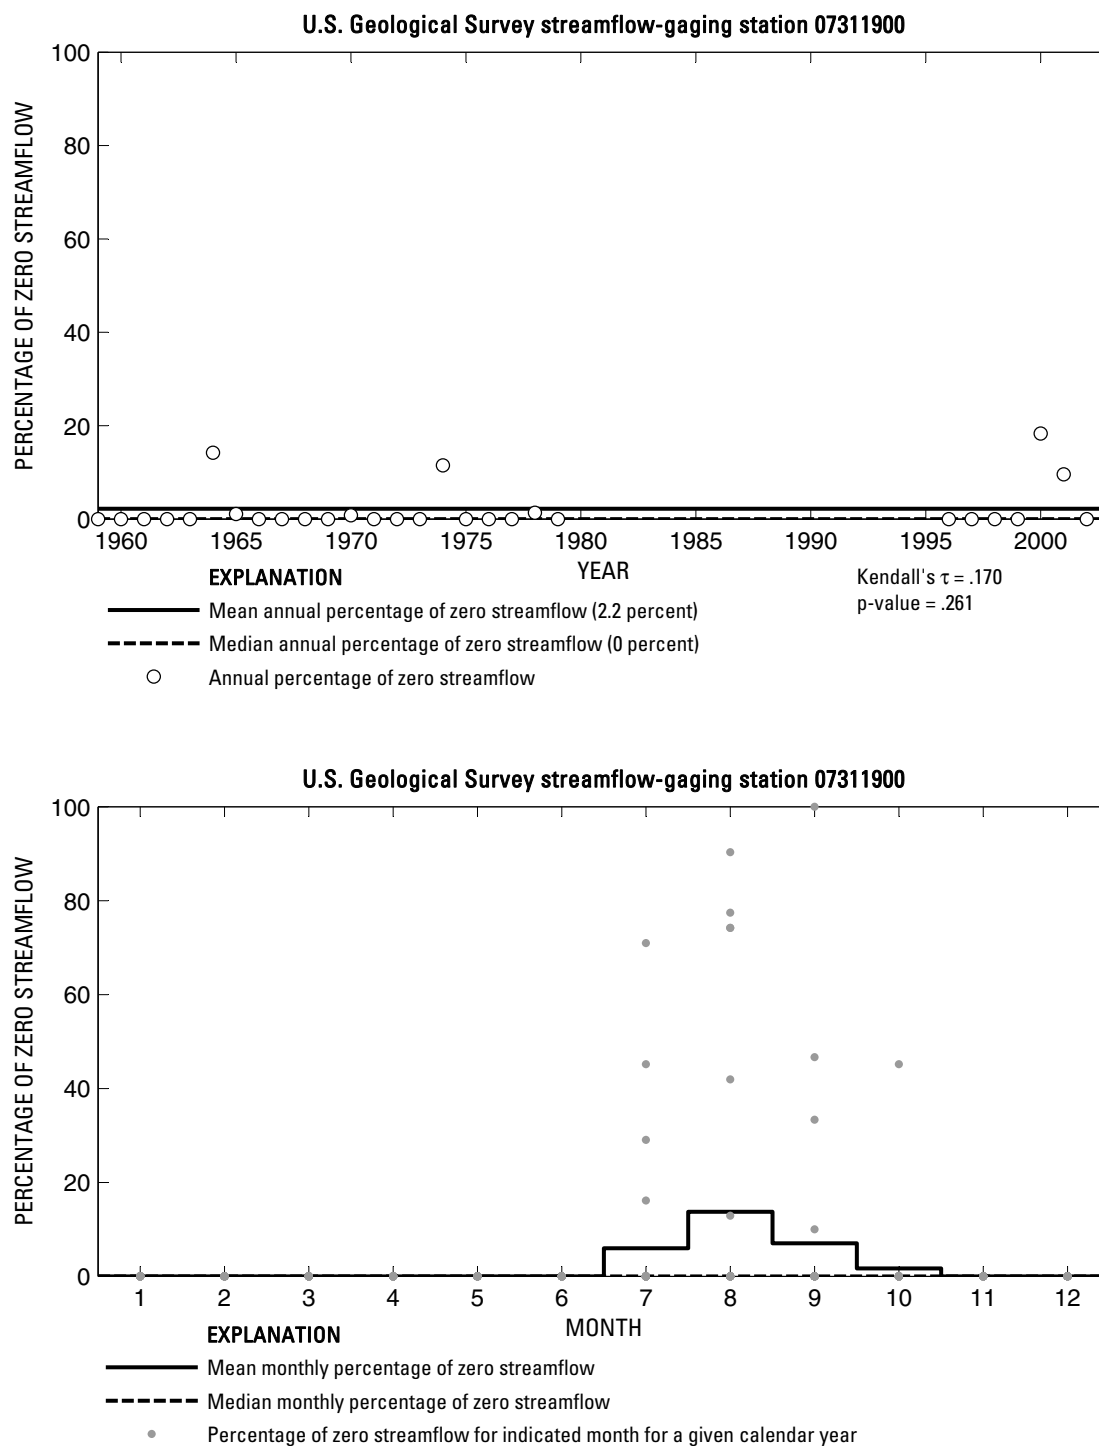 U.S. Geological Survey streamflow-gaging station 07311900
PERCENTAGE OF ZERO STREAMFLOW
100
80
60
40
20
0
1960 1965 1970 1975 1980 1985 1990 1995 2000
YEAR
Kendall's τ = .170
p-value = .261
EXPLANATION
Mean annual percentage of zero streamflow (2.2 percent)
Median annual percentage of zero streamflow (0 percent)
Annual percentage of zero streamflow
U.S. Geological Survey streamflow-gaging station 07311900
PERCENTAGE OF ZERO STREAMFLOW
100
80
60
40
20
0
1 2 3 4 5 6 7 8 9 10 11 12
MONTH
EXPLANATION
Mean monthly percentage of zero streamflow
Median monthly percentage of zero streamflow
Percentage of zero streamflow for indicated month for a given calendar year